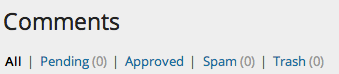 Comments
All | Pending (0) | Approved | Spam (0) | Trash (0)